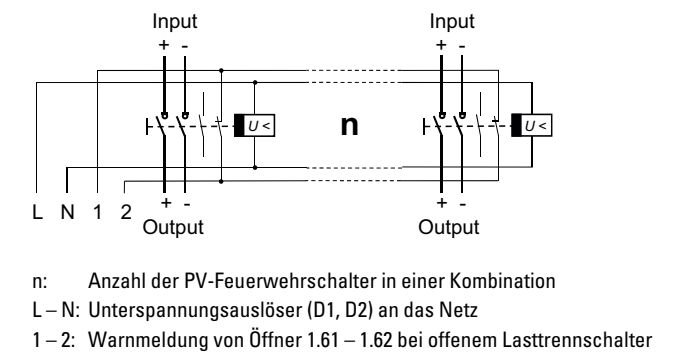 Input Input
+ - + -
U < n U <
+ - + -
L N 1 2
Output Output
n: Anzahl der PV-Feuerwehrschalter in einer Kombination
L – N: Unterspannungsauslöser (D1, D2) an das Netz
1 – 2: Warnmeldung von Öffner 1.61 – 1.62 bei offenem Lasttrennschalter